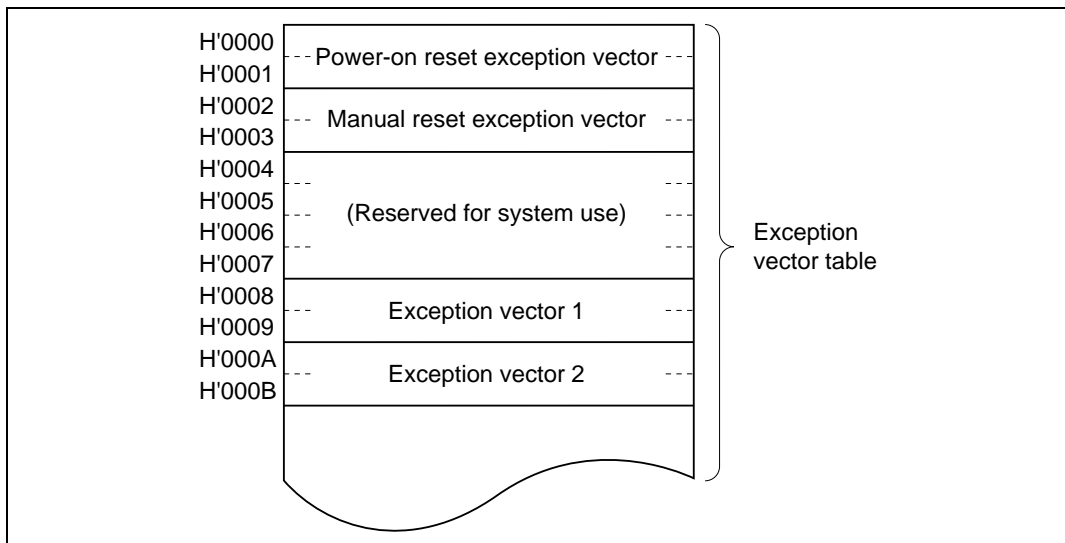 H'0000
Power-on reset exception vector
H'0001
H'0002
Manual reset exception vector
H'0003
H'0004
H'0005
(Reserved for system use)
H'0006
H'0007
H'0008
Exception vector 1
H'0009
H'000A
Exception vector 2
H'000B
Exception
vector table